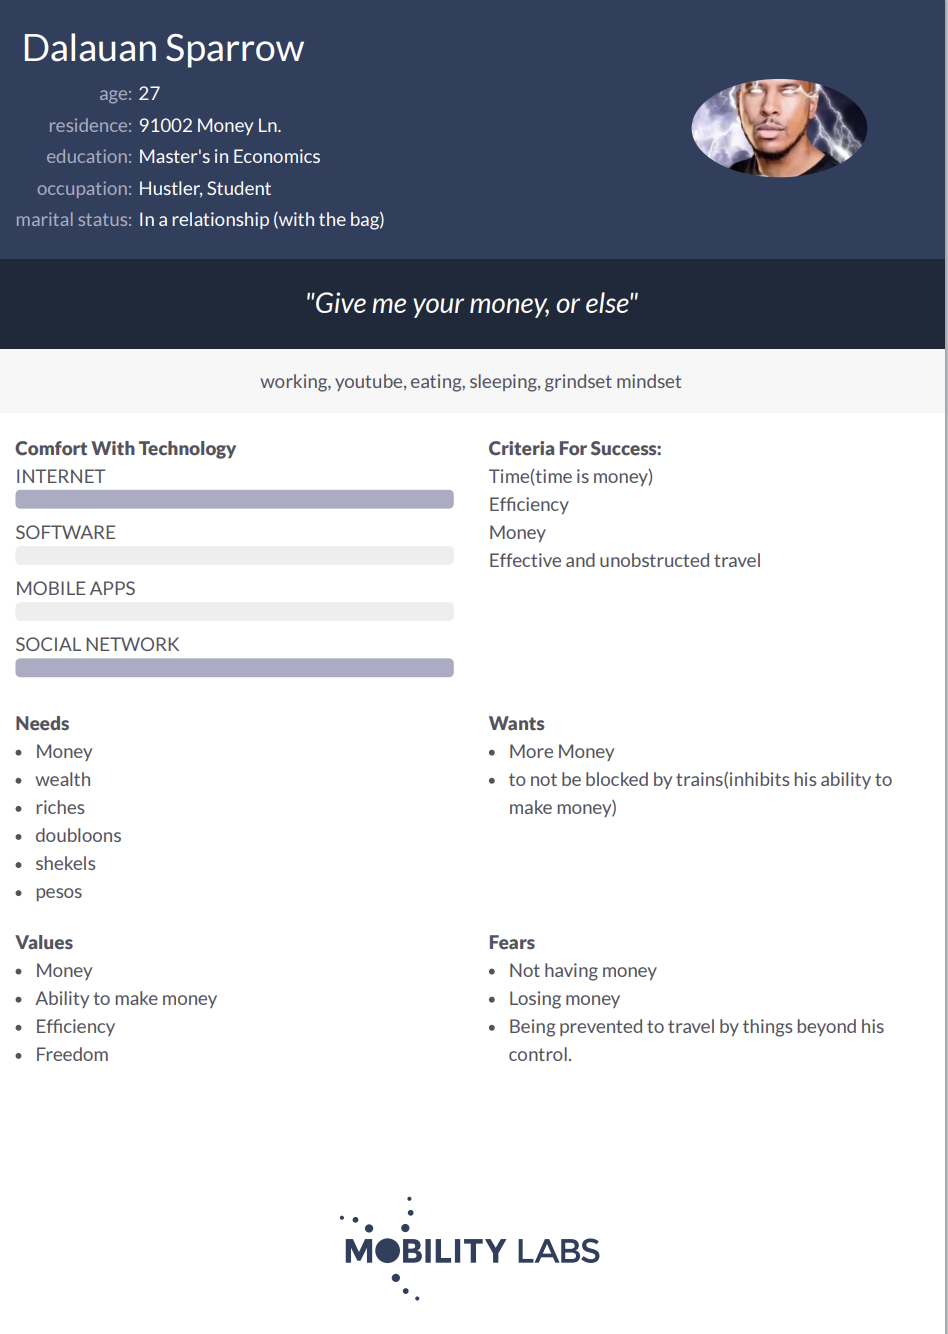 Dalauan Sparrow
age: 27
residence: 91002 Money Ln.
education: Master's in Economics
occupation: Hustler, Student
marital status: In a relationship (with the bag)
"Give me your money, or else"
working, youtube, eating, sleeping, grindset mindset
Comfort With Technology
INTERNET
SOFTWARE
MOBILE APPS
SOCIAL NETWORK
Criteria For Success:
Time(time is money)
Efficiency
Money
Effective and unobstructed travel
Needs
• Money
• wealth
• riches
• doubloons
• shekels
• pesos
Wants
• More Money
• to not be blocked by trains(inhibits his ability to
make money)
Values
• Money
• Ability to make money
• Efficiency
• Freedom
Fears
• Not having money
• Losing money
• Being prevented to travel by things beyond his
control.
MOBILITY LABS